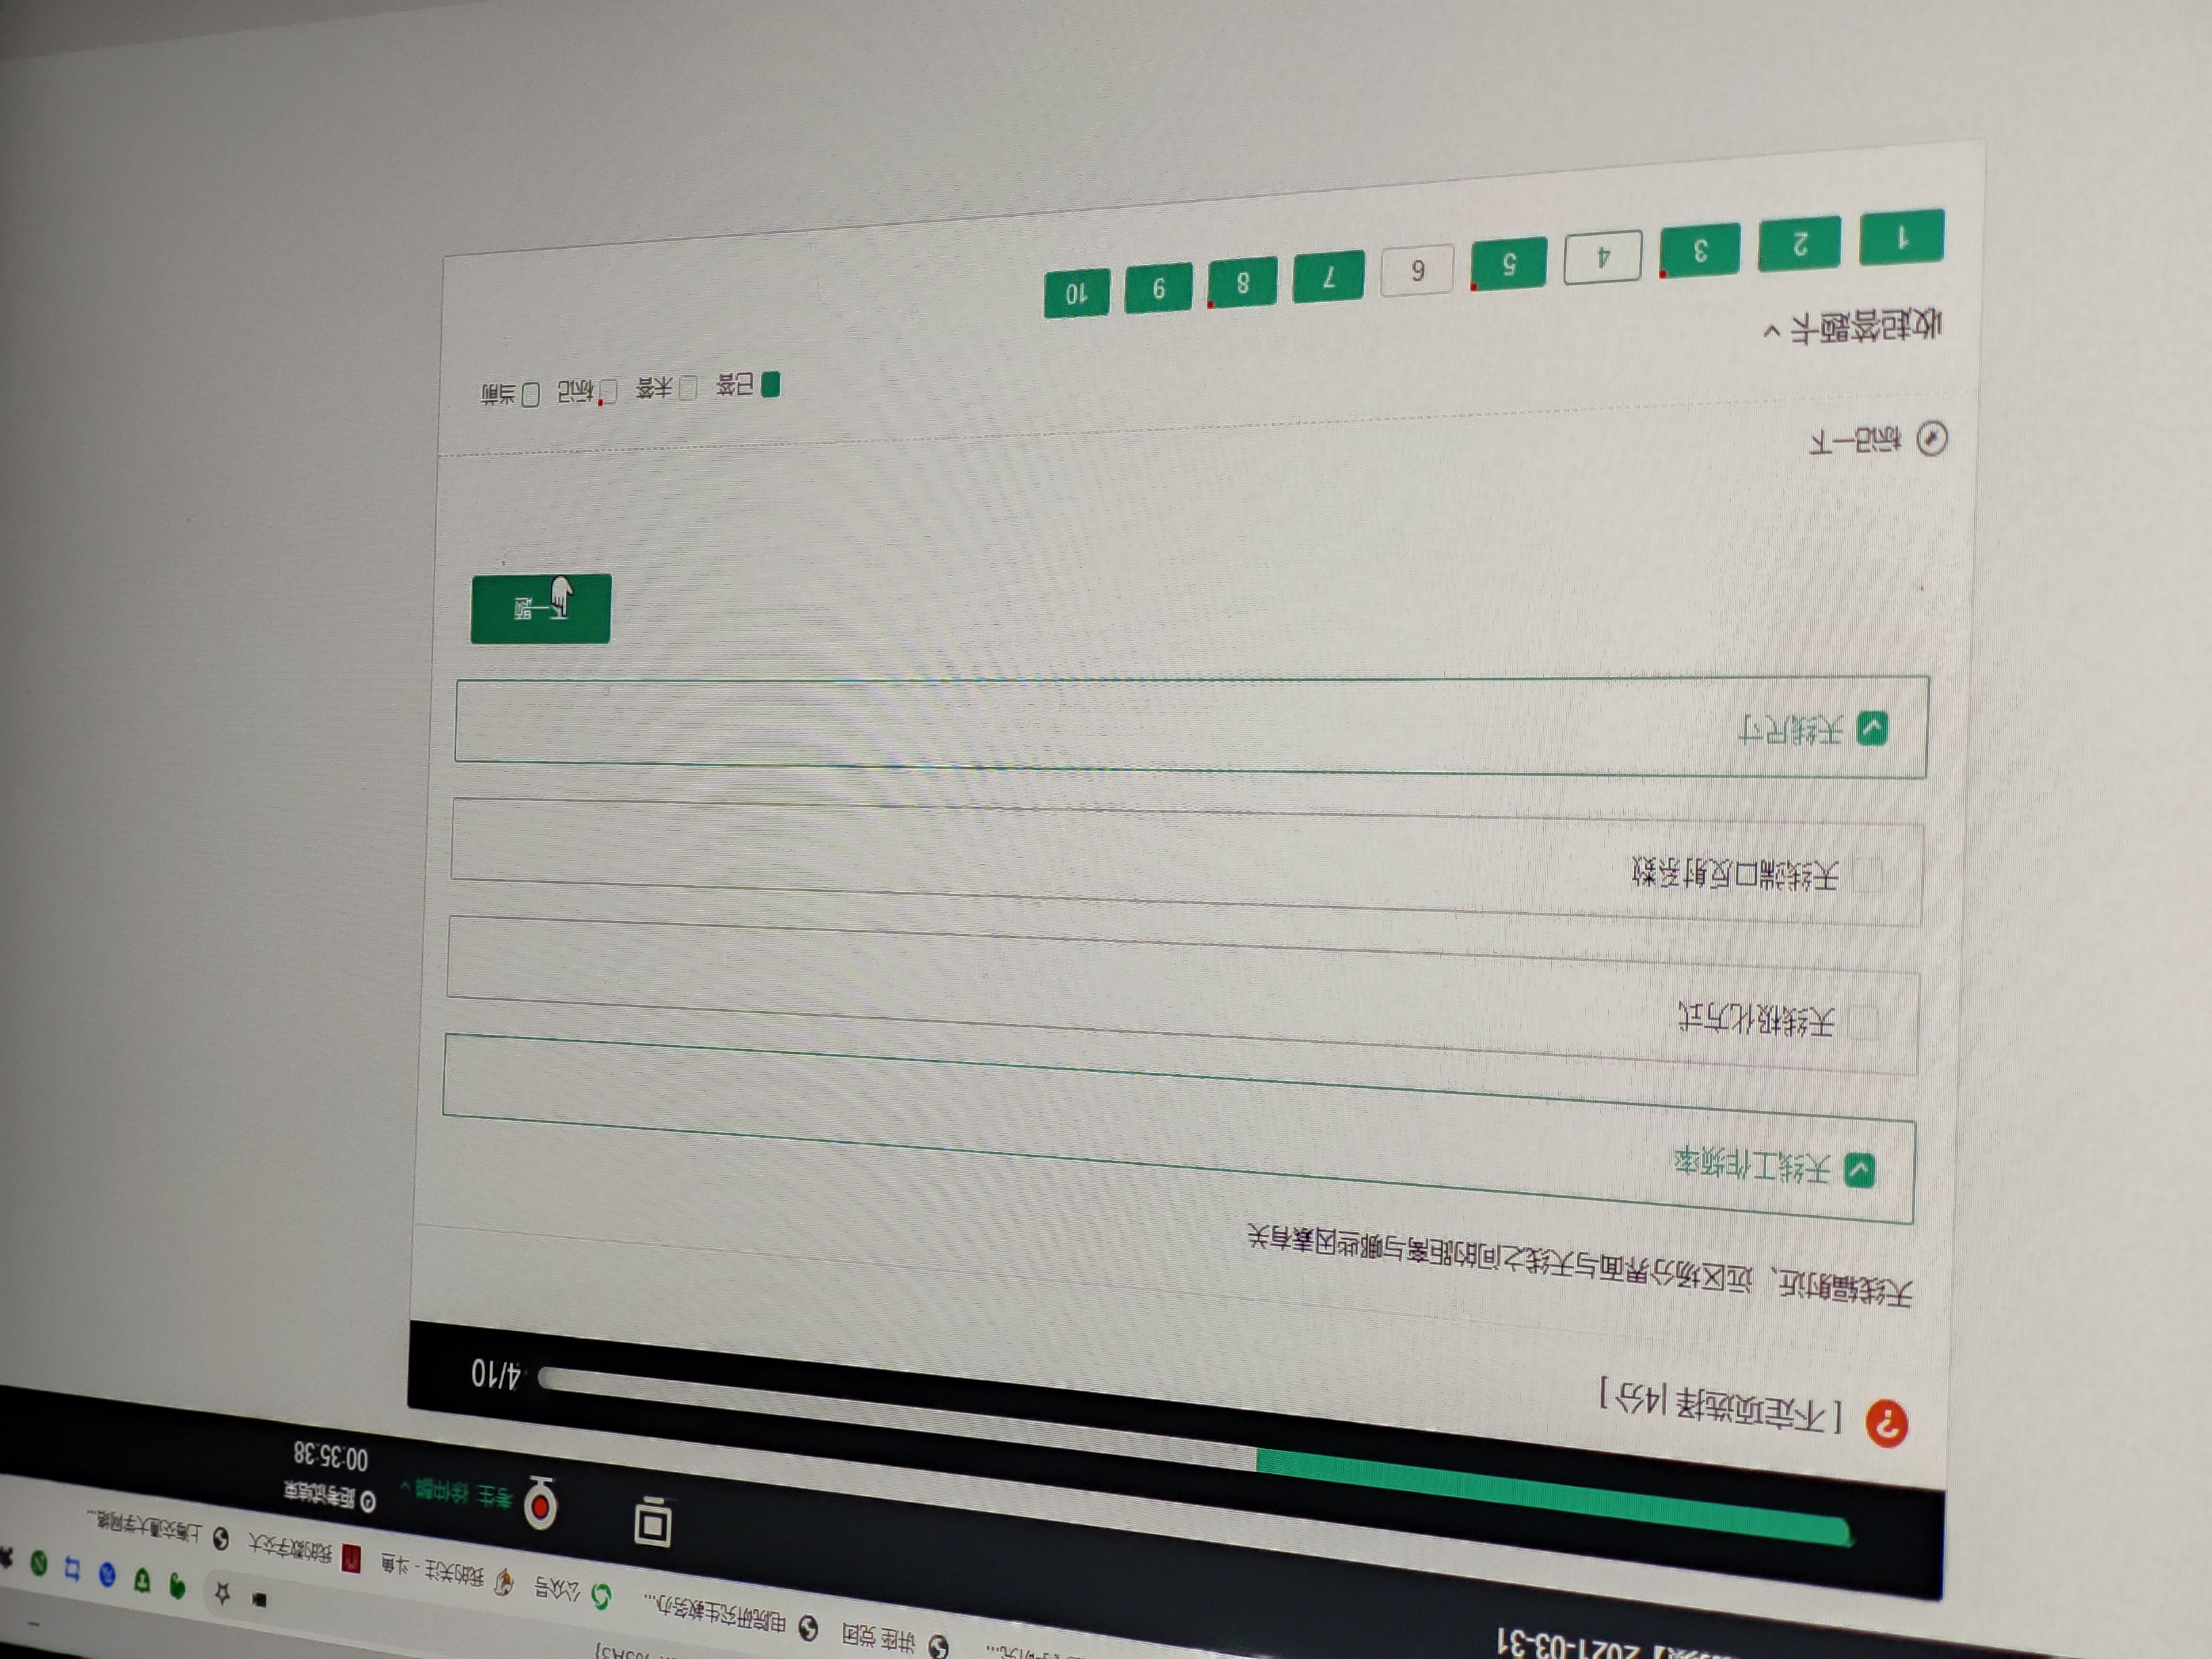 2021-03-31
讲座 党团
电院研究生教务办...
公众号
我的关注 - 斗鱼
我的数字交大
上海交通大学网络...
考生 徐仲麟
距考试结束
00:35:38
4/10
[ 不定项选择 |4分 ]
天线辐射近、远区场分界面与天线之间的距离与哪些因素有关
天线工作频率
天线极化方式
天线端口反射系数
天线尺寸
下一题
标记一下
已答 未答 标记 当前
收起答题卡
1 2 3 4 5 6 7 8 9 10